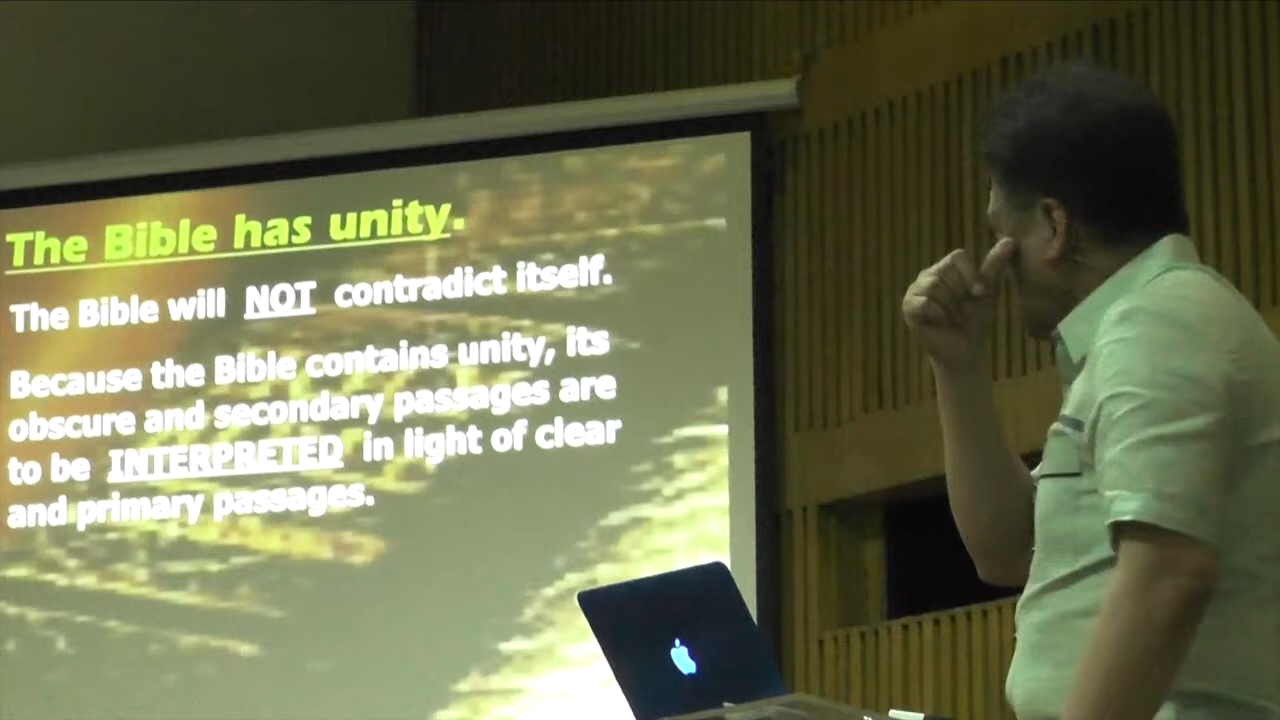 The Bible has unity.
The Bible will NOT contradict itself.
Because the Bible contains unity, its
obscure and secondary passages are
to be INTERPRETED in light of clear
and primary passages.